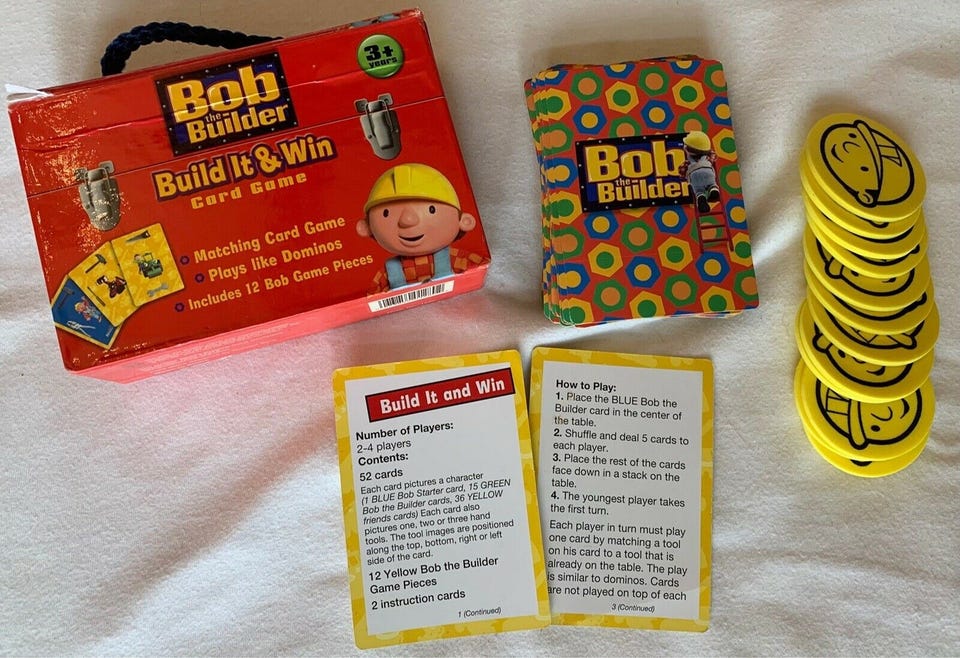 3+
years
Bob
the
Builder
Build It & Win
Card Game
Matching Card Game
Plays like Dominos
Includes 12 Bob Game Pieces
Bob
the
Builder
Build It and Win
Number of Players:
2-4 players
Contents:
52 cards
Each card pictures a character
(1 BLUE Bob Starter card, 15 GREEN
Bob the Builder cards, 36 YELLOW
friends cards) Each card also
pictures one, two or three hand
tools. The tool images are positioned
along the top, bottom, right or left
side of the card.
12 Yellow Bob the Builder
Game Pieces
2 instruction cards
1 (Continued)
How to Play:
1. Place the BLUE Bob the
Builder card in the center of
the table.
2. Shuffle and deal 5 cards to
each player.
3. Place the rest of the cards
face down in a stack on the
table.
4. The youngest player takes
the first turn.
Each player in turn must play
one card by matching a tool
on his card to a tool that is
already on the table. The play
is similar to dominos. Cards
are not played on top of each
3 (Continued)